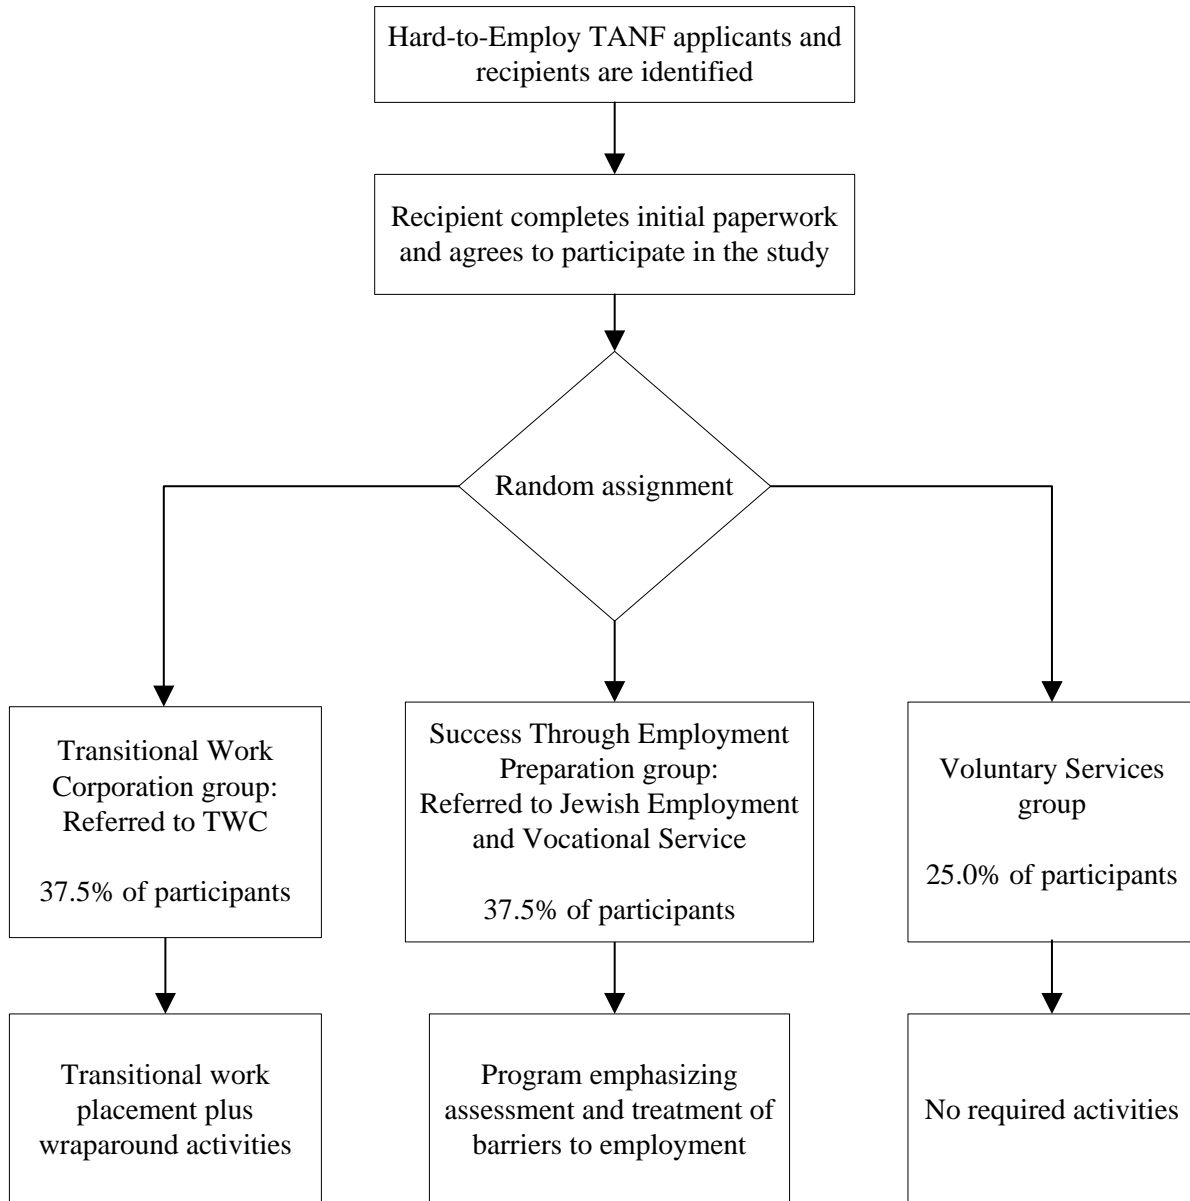 Hard-to-Employ TANF applicants and
recipients are identified
Recipient completes initial paperwork
and agrees to participate in the study
Random assignment
Transitional Work
Corporation group:
Referred to TWC
37.5% of participants
Success Through Employment
Preparation group:
Referred to Jewish Employment
and Vocational Service
37.5% of participants
Voluntary Services
group
25.0% of participants
Transitional work
placement plus
wraparound activities
Program emphasizing
assessment and treatment of
barriers to employment
No required activities